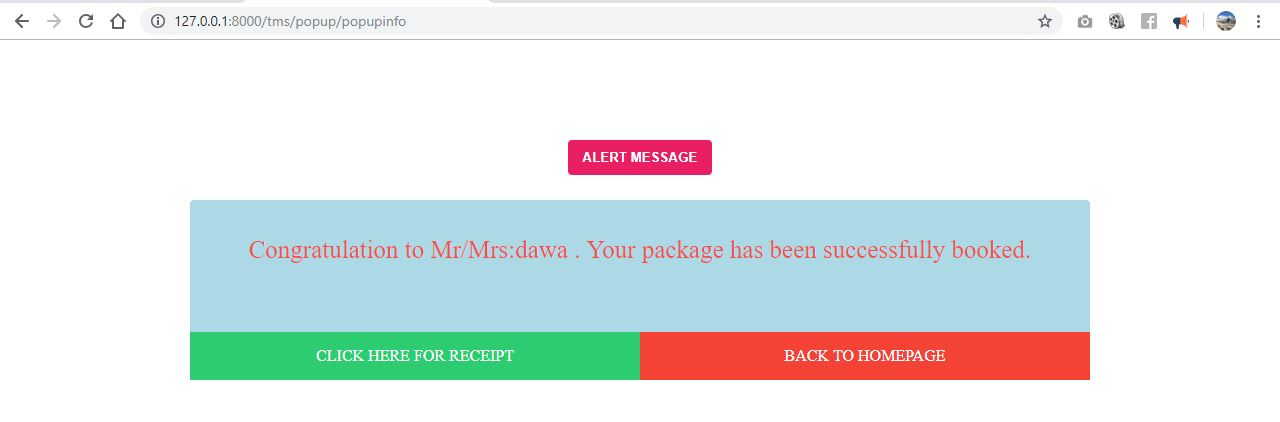 127.0.0.1:8000/tms/popup/popupinfo
ALERT MESSAGE
Congratulation to Mr/Mrs:dawa . Your package has been successfully booked.
CLICK HERE FOR RECEIPT
BACK TO HOMEPAGE